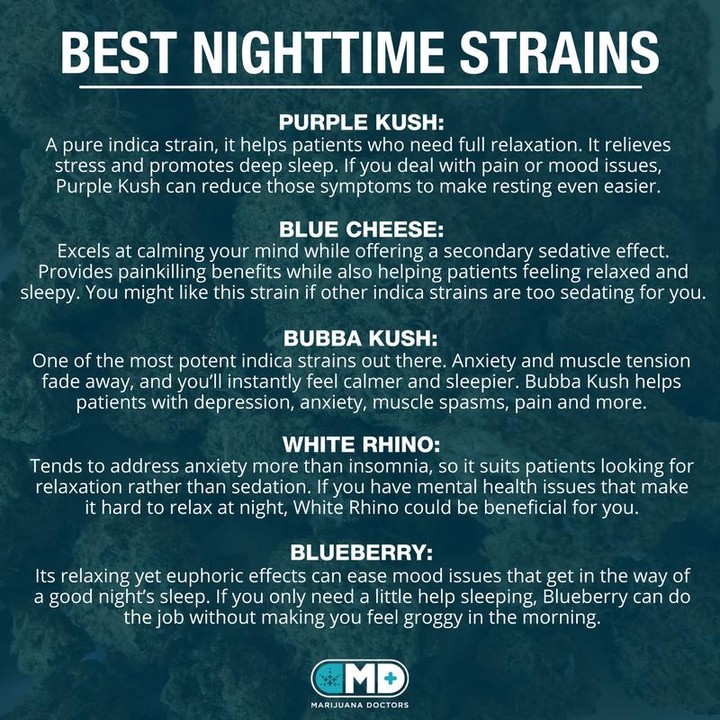 BEST NIGHTTIME STRAINS
PURPLE KUSH:
A pure indica strain, it helps patients who need full relaxation. It relieves
stress and promotes deep sleep. If you deal with pain or mood issues,
Purple Kush can reduce those symptoms to make resting even easier.
BLUE CHEESE:
Excels at calming your mind while offering a secondary sedative effect.
Provides painkilling benefits while also helping patients feeling relaxed and
sleepy. You might like this strain if other indica strains are too sedating for you.
BUBBA KUSH:
One of the most potent indica strains out there. Anxiety and muscle tension
fade away, and you'll instantly feel calmer and sleepier. Bubba Kush helps
patients with depression, anxiety, muscle spasms, pain and more.
WHITE RHINO:
Tends to address anxiety more than insomnia, so it suits patients looking for
relaxation rather than sedation. If you have mental health issues that make
it hard to relax at night, White Rhino could be beneficial for you.
BLUEBERRY:
Its relaxing yet euphoric effects can ease mood issues that get in the way of
a good night's sleep. If you only need a little help sleeping, Blueberry can do
the job without making you feel groggy in the morning.
MD
MARIJUANA DOCTORS